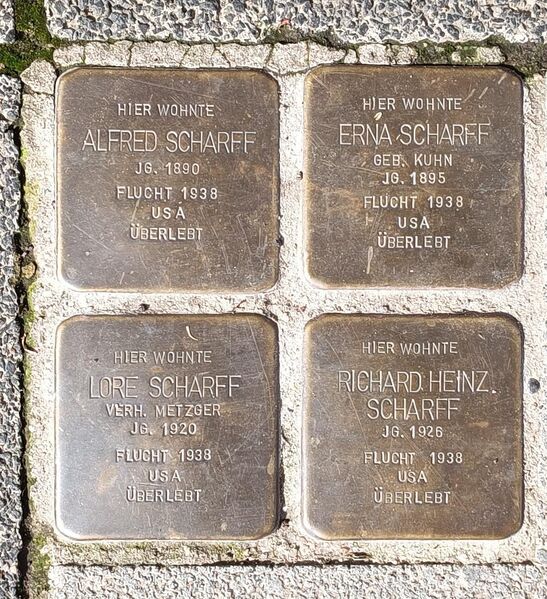 HIER WOHNTE
ALFRED SCHARFF
JG. 1890
FLUCHT 1938
USA
ÜBERLEBT
HIER WOHNTE
ERNA SCHARFF
GEB. KUHN
JG. 1895
FLUCHT 1938
USA
ÜBERLEBT
HIER WOHNTE
LORE SCHARFF
VERH. METZGER
JG. 1920
FLUCHT 1938
USA
ÜBERLEBT
HIER WOHNTE
RICHARD HEINZ
SCHARFF
JG. 1926
FLUCHT 1938
USA
ÜBERLEBT